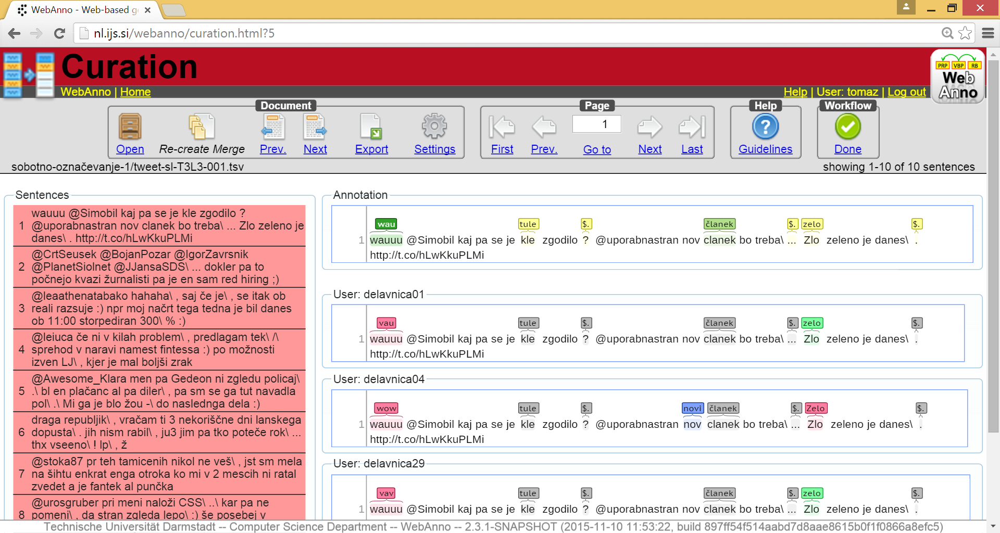 WebAnno - Web-based g
nl.ijs.si/webanno/curation.html?5
Curation
WebAnno | Home
Help | User: tomaz | Log out
PRP VBP RB
Web
Anno
Document
Page
Help
Workflow
1
Open Re-create Merge Prev. Next Export Settings First Prev. Go to Next Last Guidelines Done
sobotno-označevanje-1/tweet-sl-T3L3-001.tsv
showing 1-10 of 10 sentences
Sentences
1 wauuu @Simobil kaj pa se je kle zgodilo ?
@uporabnastran nov clanek bo treba\ ... Zlo zeleno je
danes\ . http://t.co/hLwKkuPLMi
2 @CrtSeusek @BojanPozar @IgorZavrsnik
@PlanetSiolnet @JJansaSDS\ ... dokler pa to
počnejo kvazi žurnalisti pa je en sam red hiring ;)
3 @leaathenatabako hahaha\ , saj če je\ , se itak ob
reali razsuje :) npr moj načrt tega tedna je bil danes
ob 11:00 storpediran 300\ % :)
4 @leiuca če ni v kilah problem\ , predlagam tek\ /\
sprehod v naravi namest fintessa :) po možnosti
izven LJ\ , kjer je mal boljši zrak
5 @Awesome_Klara men pa Gedeon ni zgledu policaj\
.\ bl en plačanc al pa diler\ , pa sm se ga tut navadla
pol\ .\ Mi ga je blo žou -\ do naslednga dela :)
6 draga republjik\ , vračam ti 3 nekoriščne dni lanskega
dopusta\ . jih nism rabil\ , ju3 jim pa tko poteče rok\ ...
thx vseeno\ ! lp\ , ž
7 @stoka87 pr teh tamicenih nikol ne veš\ , jst sm mela
na šihtu enkrat enga otroka ko mi v 2 mescih ni ratal
zvedet a je fantek al punčka
8 @urosgruber pri meni naloži CSS\ ..\ kar pa ne
pomeni\ , da stran zgleda lepo\ :) še posebej v
Annotation
wau tule $. članek $. zelo $.
1 wauuu @Simobil kaj pa se je kle zgodilo ? @uporabnastran nov clanek bo treba\ ... Zlo zeleno je danes\ .
http://t.co/hLwKkuPLMi
User: delavnica01
vau tule $. članek $. zelo $.
1 wauuu @Simobil kaj pa se je kle zgodilo ? @uporabnastran nov clanek bo treba\ ... Zlo zeleno je danes\ .
http://t.co/hLwKkuPLMi
User: delavnica04
wow tule $. novi članek $. Zelo $.
1 wauuu @Simobil kaj pa se je kle zgodilo ? @uporabnastran nov clanek bo treba\ ... Zlo zeleno je danes\ .
http://t.co/hLwKkuPLMi
User: delavnica29
vav tule $. članek $. zelo $.
1 wauuu @Simobil kaj pa se je kle zgodilo ? @uporabnastran nov clanek bo treba\ ... Zlo zeleno je danes\ .
Technische Universität Darmstadt -- Computer Science Department -- WebAnno -- 2.3.1-SNAPSHOT (2015-11-10 11:53:22, build 897ff54f514aabd7d8aae8615b0f1f0866a8efc5)